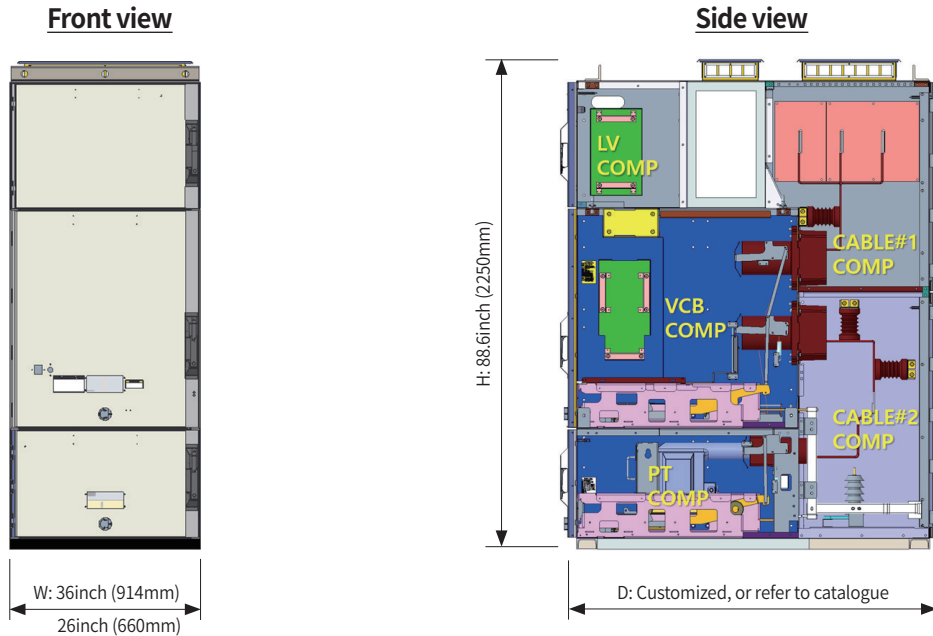 Front view
Side view
LV
COMP
CABLE#1
COMP
VCB
COMP
CABLE#2
COMP
PT
COMP
H: 88.6inch (2250mm)
W: 36inch (914mm)
26inch (660mm)
D: Customized, or refer to catalogue